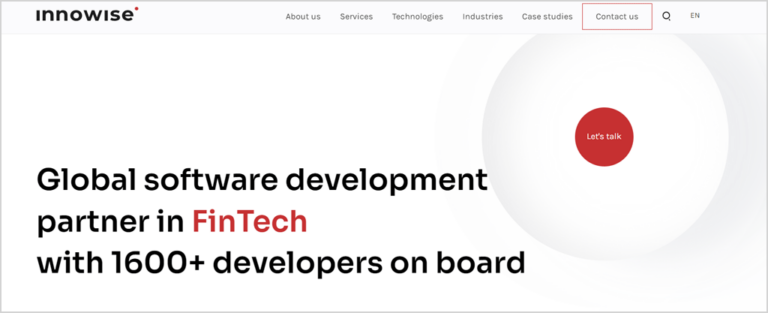 innowise
About us Services Technologies Industries Case studies Contact us EN
Let's talk
Global software development
partner in FinTech
with 1600+ developers on board